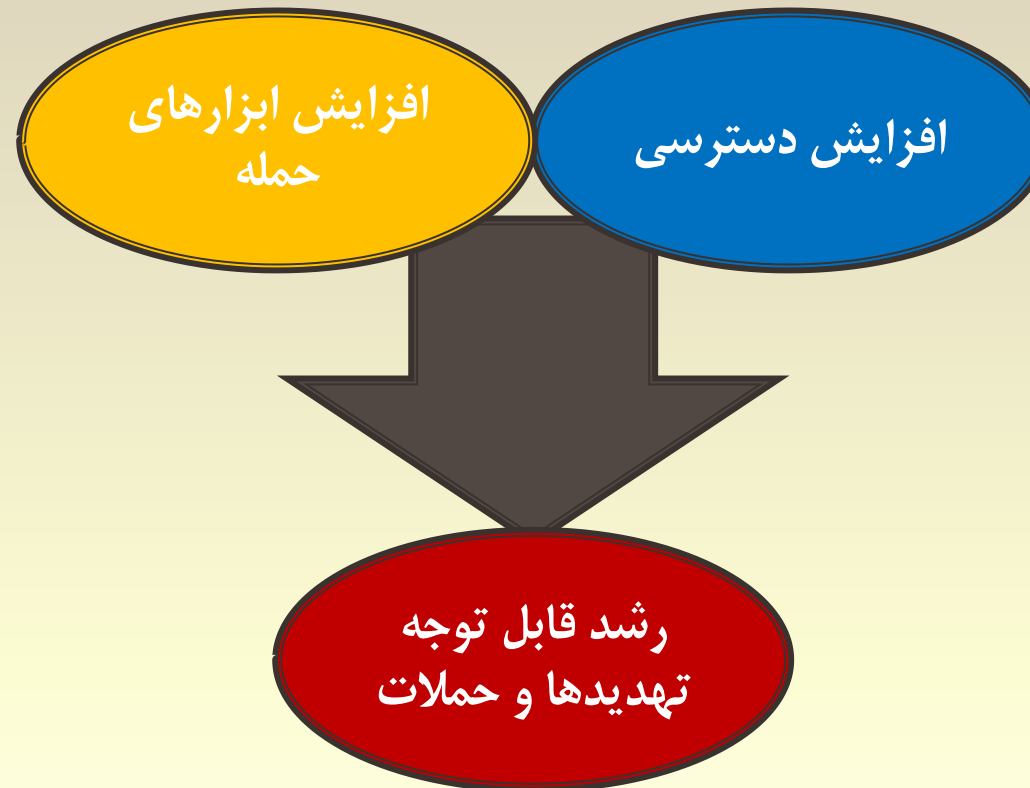 افزایش دسترسی
افزایش ابزارهای
حمله
رشد قابل توجه
تهدیدها و حملات